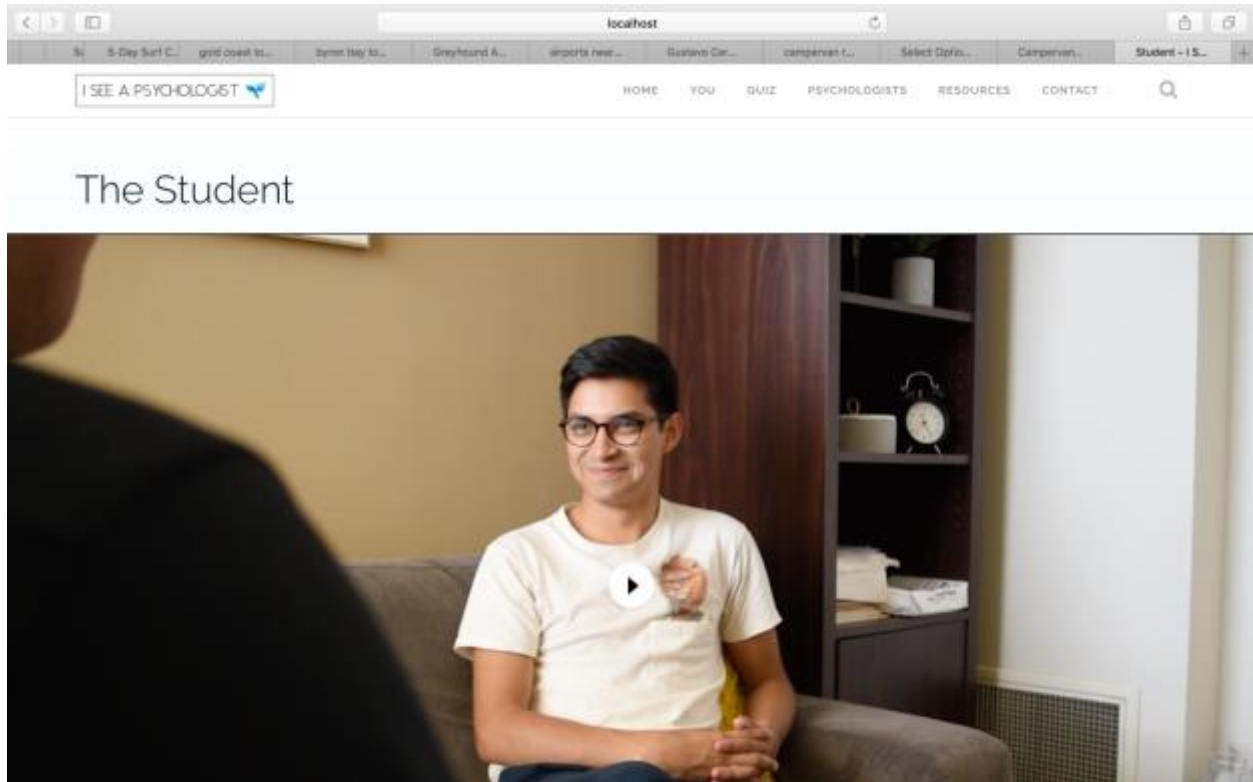 localhost
5-Day Surf C... gold coast to... byron bay to... Greyhound A... airports near ... Gustavo Cer... campervan r... Select Optio... Campervan... Student – I S...
I SEE A PSYCHOLOGIST
HOME YOU QUIZ PSYCHOLOGISTS RESOURCES CONTACT
The Student